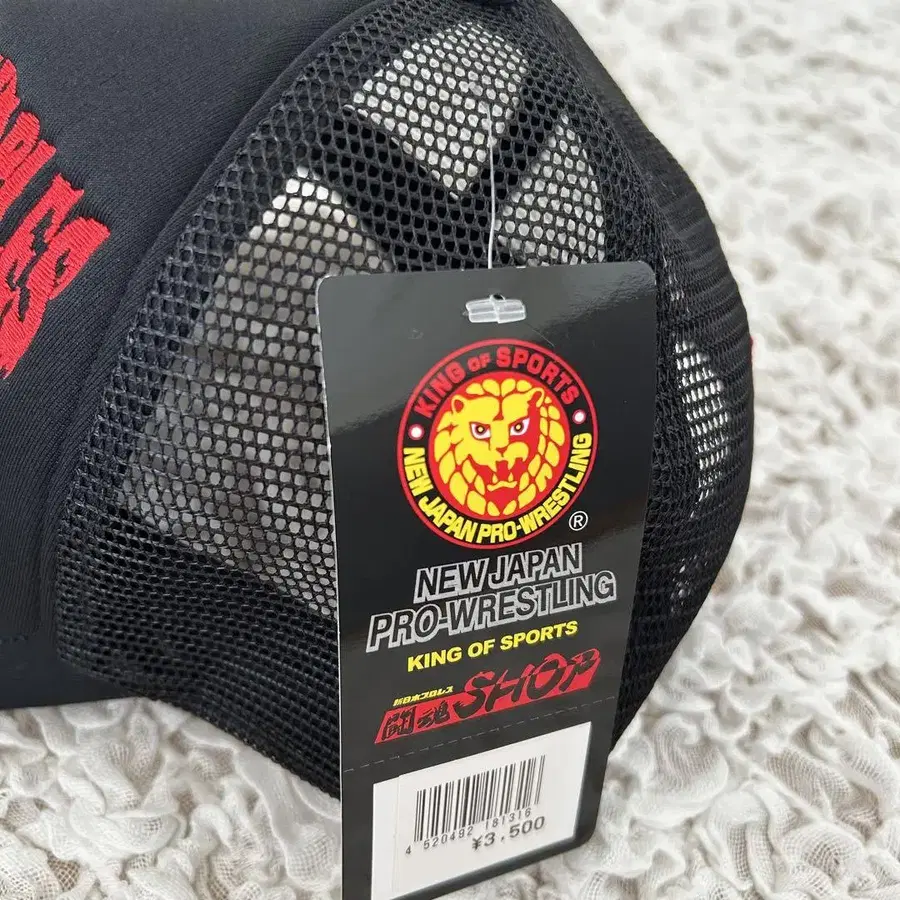 KING OF SPORTS
NEW JAPAN PRO-WRESTLING
®
NEW JAPAN
PRO-WRESTLING
KING OF SPORTS
新日本プロレス
闘魂SHOP
4 520492 181316
¥3,500